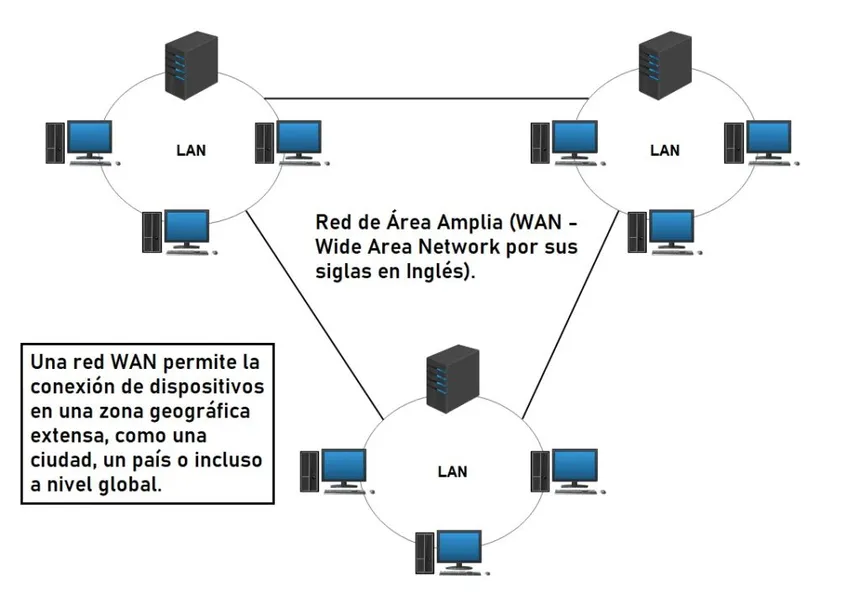 LAN
LAN
Red de Área Amplia (WAN -
Wide Area Network por sus
siglas en Inglés).
Una red WAN permite la
conexión de dispositivos
en una zona geográfica
extensa, como una
ciudad, un país o incluso
a nivel global.
LAN